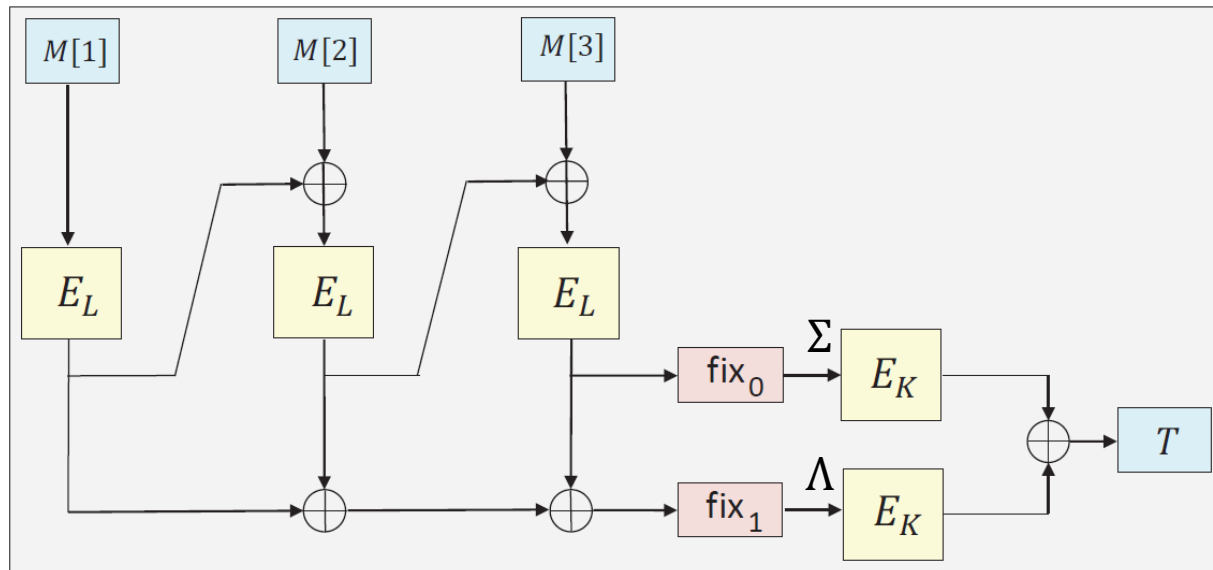 M[1]
M[2]
M[3]
E_L
E_L
E_L
fix_0
Σ
E_K
T
fix_1
Λ
E_K